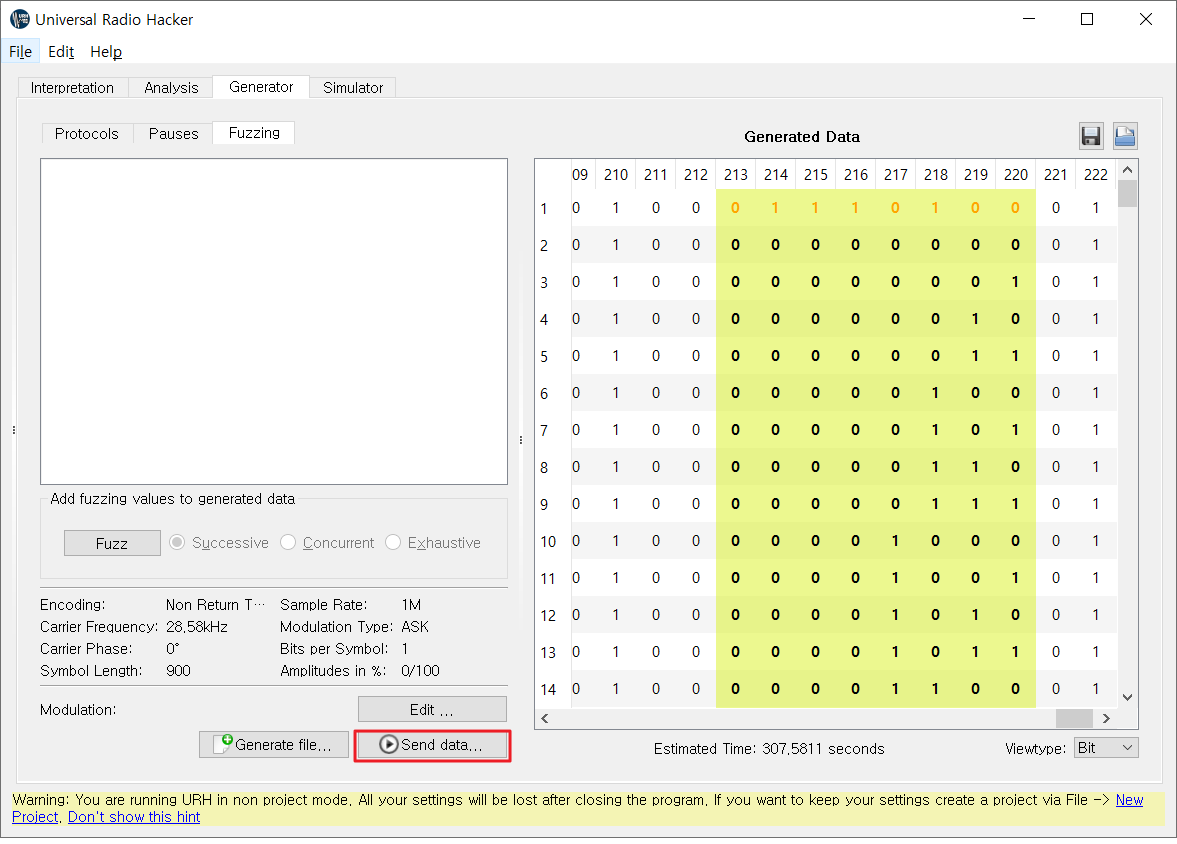 Universal Radio Hacker
File Edit Help
Interpretation Analysis Generator Simulator
Protocols Pauses Fuzzing
Generated Data
09 210 211 212 213 214 215 216 217 218 219 220 221 222
1 0 1 0 0 0 1 1 1 0 1 0 0 0 1
2 0 1 0 0 0 0 0 0 0 0 0 0 0 1
3 0 1 0 0 0 0 0 0 0 0 0 1 0 1
4 0 1 0 0 0 0 0 0 0 0 1 0 0 1
5 0 1 0 0 0 0 0 0 0 0 1 1 0 1
6 0 1 0 0 0 0 0 0 0 1 0 0 0 1
7 0 1 0 0 0 0 0 0 0 1 0 1 0 1
8 0 1 0 0 0 0 0 0 0 1 1 0 0 1
9 0 1 0 0 0 0 0 0 0 1 1 1 0 1
10 0 1 0 0 0 0 0 0 1 0 0 0 0 1
11 0 1 0 0 0 0 0 0 1 0 0 1 0 1
12 0 1 0 0 0 0 0 0 1 0 1 0 0 1
13 0 1 0 0 0 0 0 0 1 0 1 1 0 1
14 0 1 0 0 0 0 0 0 1 1 0 0 0 1
Add fuzzing values to generated data
Fuzz Successive Concurrent Exhaustive
Encoding: Non Return T… Sample Rate: 1M
Carrier Frequency: 28,58kHz Modulation Type: ASK
Carrier Phase: 0° Bits per Symbol: 1
Symbol Length: 900 Amplitudes in %: 0/100
Modulation: Edit ...
Generate file... Send data...
Estimated Time: 307,5811 seconds Viewtype: Bit
Warning: You are running URH in non project mode. All your settings will be lost after closing the program. If you want to keep your settings create a project via File -> New
Project. Don't show this hint